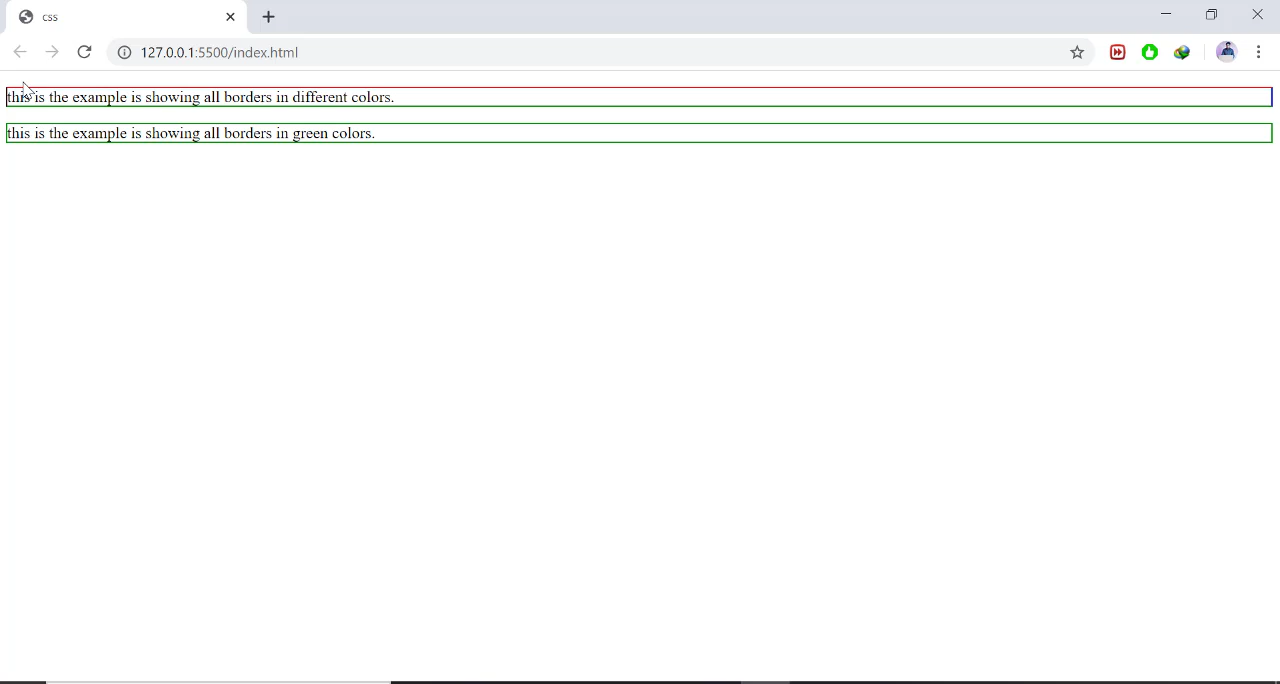 css
127.0.0.1:5500/index.html
this is the example is showing all borders in different colors.
this is the example is showing all borders in green colors.